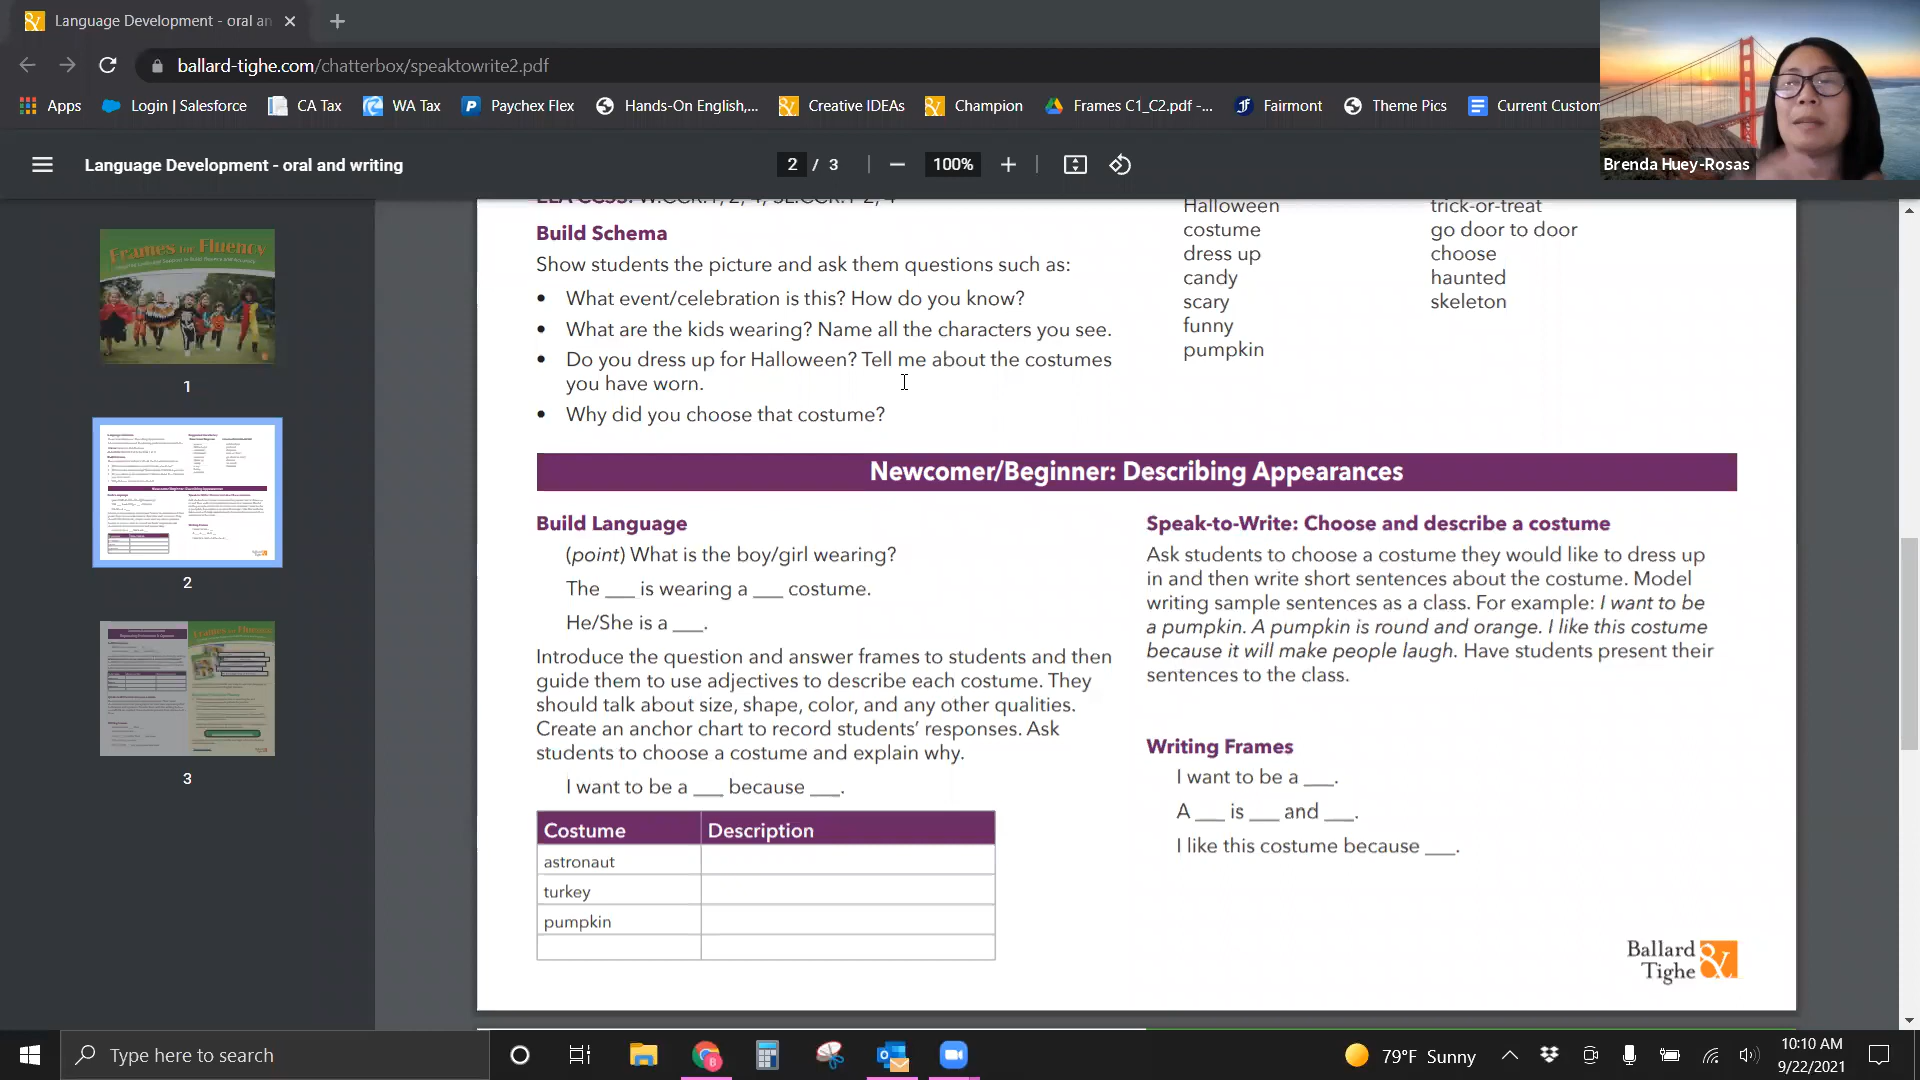 Language Development - oral an
ballard-tighe.com/chatterbox/speaktowrite2.pdf
Apps
Login | Salesforce
CA Tax
WA Tax
Paychex Flex
Hands-On English,...
Creative IDEAs
Champion
Frames C1_C2.pdf -...
Fairmont
Theme Pics
Current Custom
Brenda Huey-Rosas
Language Development - oral and writing
2 / 3
100%
Frames for Fluency
1
2
3
Build Schema
Show students the picture and ask them questions such as:
• What event/celebration is this? How do you know?
• What are the kids wearing? Name all the characters you see.
• Do you dress up for Halloween? Tell me about the costumes
you have worn.
• Why did you choose that costume?
Halloween
costume
dress up
candy
scary
funny
pumpkin
trick-or-treat
go door to door
choose
haunted
skeleton
Newcomer/Beginner: Describing Appearances
Build Language
(point) What is the boy/girl wearing?
The ___ is wearing a ___ costume.
He/She is a ___.
Introduce the question and answer frames to students and then
guide them to use adjectives to describe each costume. They
should talk about size, shape, color, and any other qualities.
Create an anchor chart to record students' responses. Ask
students to choose a costume and explain why.
I want to be a ___ because ___.
Costume Description
astronaut
turkey
pumpkin
Speak-to-Write: Choose and describe a costume
Ask students to choose a costume they would like to dress up
in and then write short sentences about the costume. Model
writing sample sentences as a class. For example: I want to be
a pumpkin. A pumpkin is round and orange. I like this costume
because it will make people laugh. Have students present their
sentences to the class.
Writing Frames
I want to be a ___.
A ___ is ___ and ___.
I like this costume because ___.
Ballard
Tighe
Type here to search
79°F Sunny
10:10 AM
9/22/2021